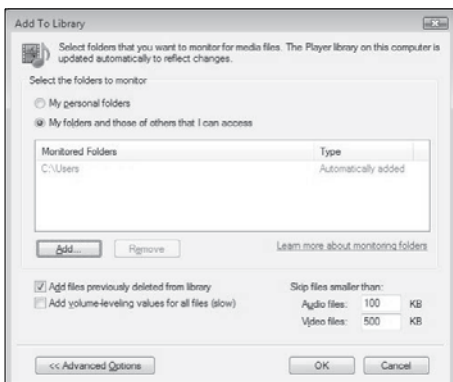 Add To Library
Select folders that you want to monitor for media files. The Player library on this computer is
updated automatically to reflect changes.
Select the folders to monitor
My personal folders
My folders and those of others that I can access
Monitored Folders Type
C:\Users Automatically added
Add... Remove Learn more about monitoring folders
Add files previously deleted from library Skip files smaller than:
Add volume-leveling values for all files (slow) Audio files: 100 KB
Video files: 500 KB
<< Advanced Options OK Cancel